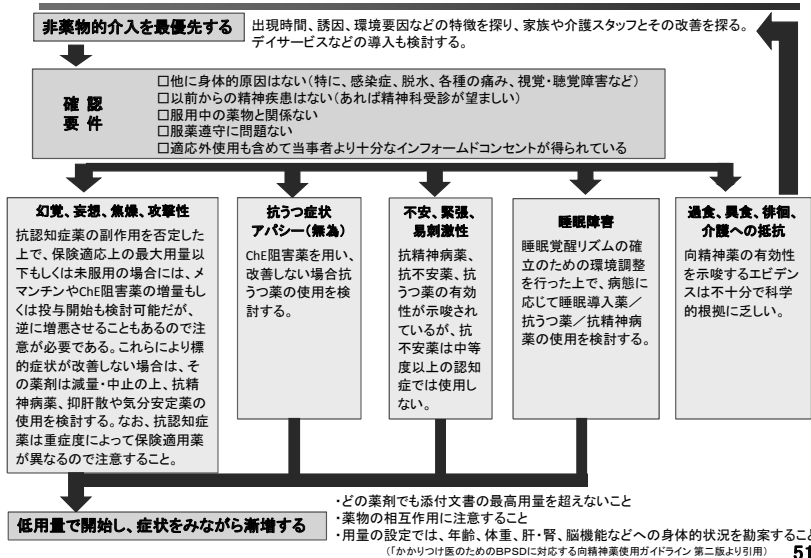 非薬物的介入を最優先する
出現時間、誘因、環境要因などの特徴を探り、家族や介護スタッフとその改善を探る。
デイサービスなどの導入も検討する。
確 認
要 件
□他に身体的原因はない(特に、感染症、脱水、各種の痛み、視覚・聴覚障害など)
□以前からの精神疾患はない(あれば精神科受診が望ましい)
□服用中の薬物と関係ない
□服薬遵守に問題ない
□適応外使用も含めて当事者より十分なインフォームドコンセントが得られている
幻覚、妄想、焦燥、攻撃性
抗認知症薬の副作用を否定した
上で、保険適応上の最大用量以
下もしくは未服用の場合には、メ
マンチンやChE阻害薬の増量もし
くは投与開始も検討可能だが、
逆に増悪させることもあるので注
意が必要である。これらにより標
的症状が改善しない場合は、そ
の薬剤は減量・中止の上、抗精
神病薬、抑肝散や気分安定薬の
使用を検討する。なお、抗認知症
薬は重症度によって保険適用薬
が異なるので注意すること。
抗うつ症状
アパシー(無為)
ChE阻害薬を用い、
改善しない場合抗
うつ薬の使用を検
討する。
不安、緊張、
易刺激性
抗精神病薬、
抗不安薬、抗
うつ薬の有効
性が示唆され
ているが、抗
不安薬は中等
度以上の認知
症では使用し
ない。
睡眠障害
睡眠覚醒リズムの確
立のための環境調整
を行った上で、病態に
応じて睡眠導入薬/
抗うつ薬/抗精神病
薬の使用を検討する。
過食、異食、徘徊、
介護への抵抗
向精神薬の有効性
を示唆するエビデン
スは不十分で科学
的根拠に乏しい。
低用量で開始し、症状をみながら漸増する
・どの薬剤でも添付文書の最高用量を超えないこと
・薬物の相互作用に注意すること
・用量の設定では、年齢、体重、肝・腎、脳機能などへの身体的状況を勘案すること
(「かかりつけ医のためのBPSDに対応する向精神薬使用ガイドライン 第二版より引用)